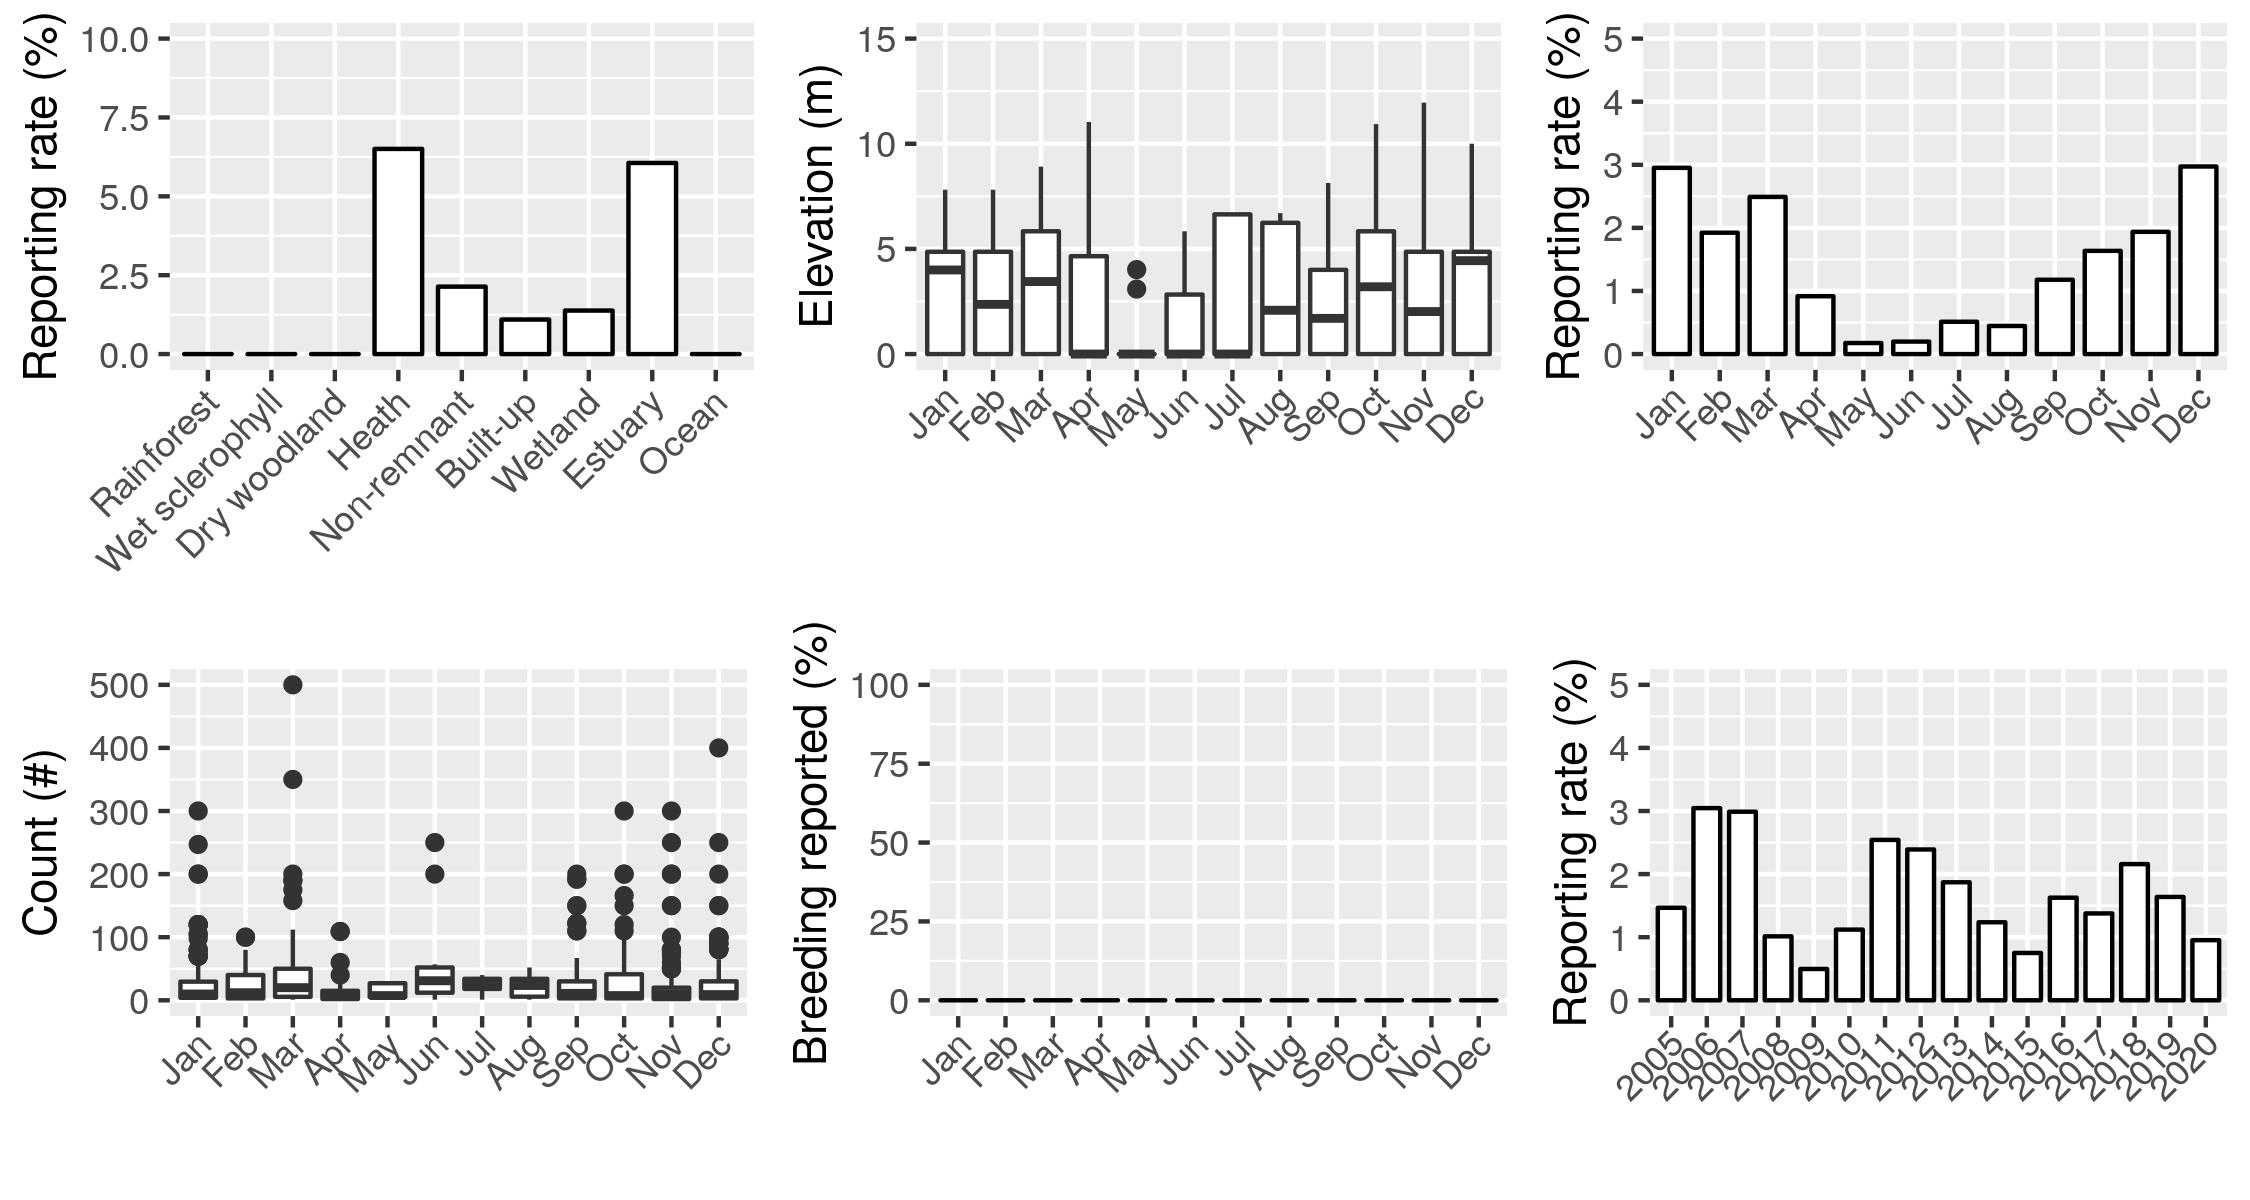 Reporting rate (%)
10.0
7.5
5.0
2.5
0.0
Rainforest
Wet sclerophyll
Dry woodland
Heath
Non-remnant
Built-up
Wetland
Estuary
Ocean
Elevation (m)
15
10
5
0
Jan
Feb
Mar
Apr
May
Jun
Jul
Aug
Sep
Oct
Nov
Dec
Reporting rate (%)
5
4
3
2
1
0
Jan
Feb
Mar
Apr
May
Jun
Jul
Aug
Sep
Oct
Nov
Dec
Count (#)
500
400
300
200
100
0
Jan
Feb
Mar
Apr
May
Jun
Jul
Aug
Sep
Oct
Nov
Dec
Breeding reported (%)
100
75
50
25
0
Jan
Feb
Mar
Apr
May
Jun
Jul
Aug
Sep
Oct
Nov
Dec
Reporting rate (%)
5
4
3
2
1
0
2005
2006
2007
2008
2009
2010
2011
2012
2013
2014
2015
2016
2017
2018
2019
2020